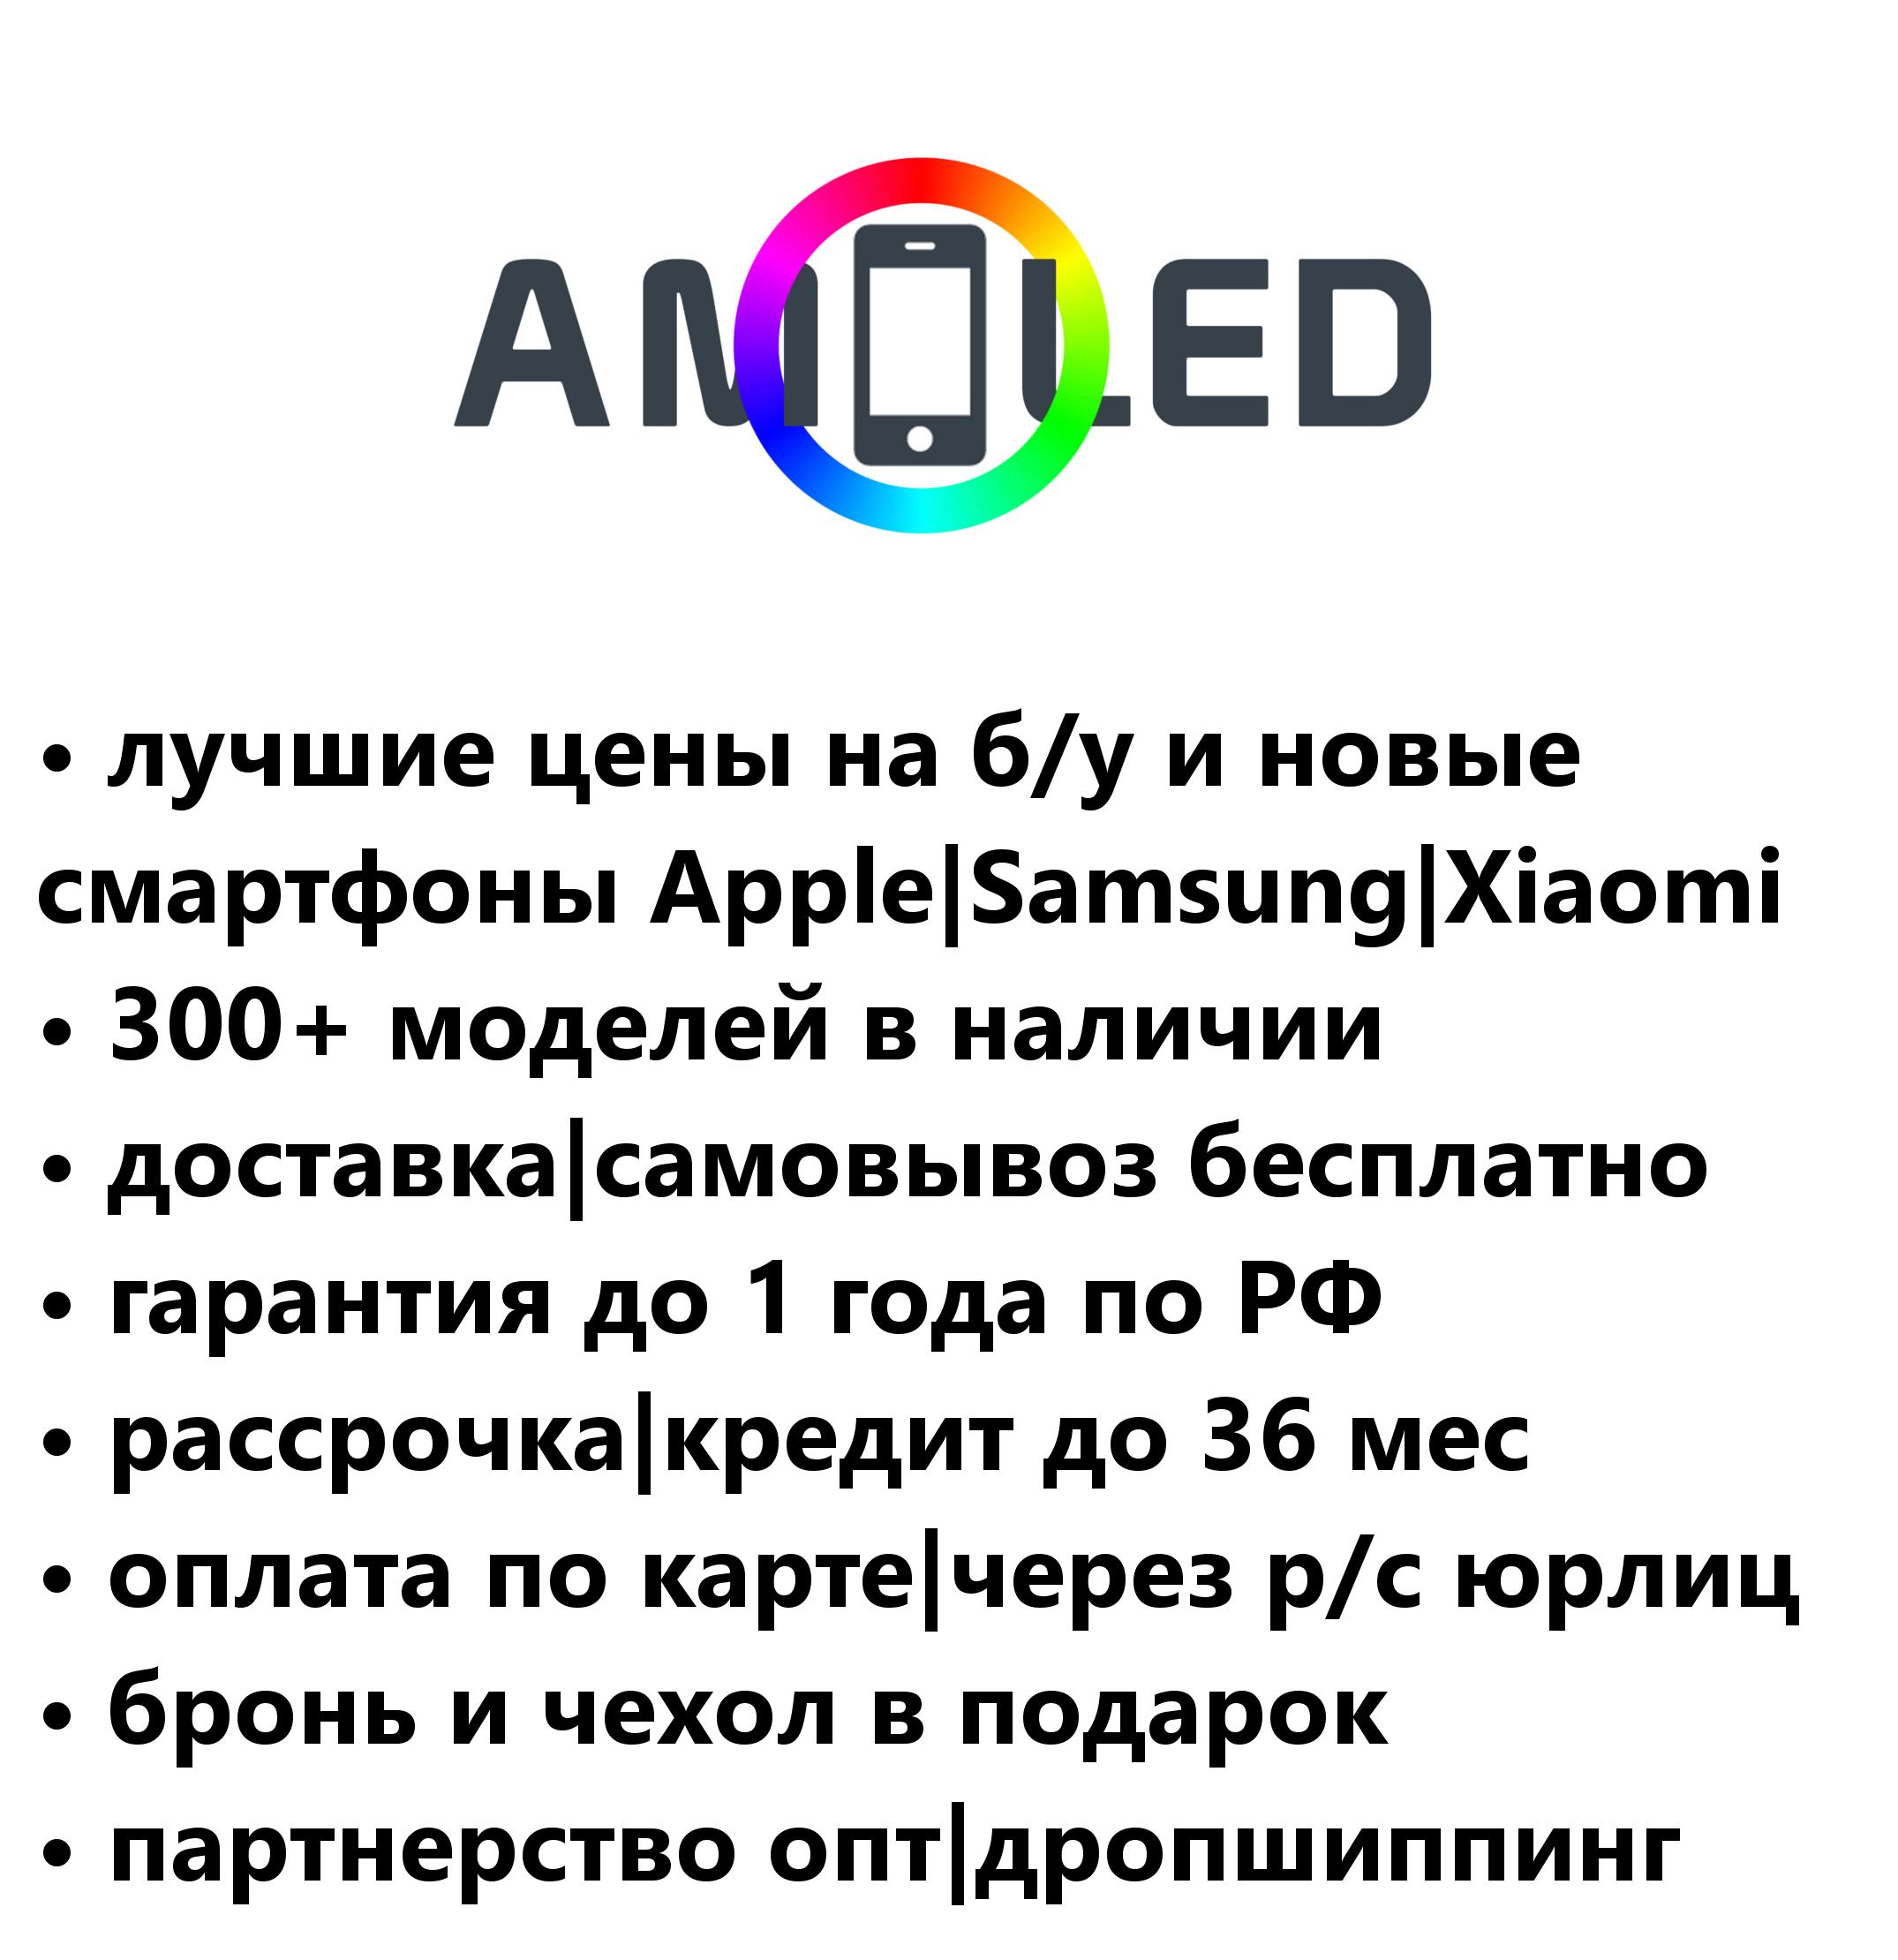 AMOLED
• лучшие цены на б/у и новые
смартфоны Apple|Samsung|Xiaomi
• 300+ моделей в наличии
• доставка|самовывоз бесплатно
• гарантия до 1 года по РФ
• рассрочка|кредит до 36 мес
• оплата по карте|через р/с юрлиц
• бронь и чехол в подарок
• партнерство опт|дропшиппинг